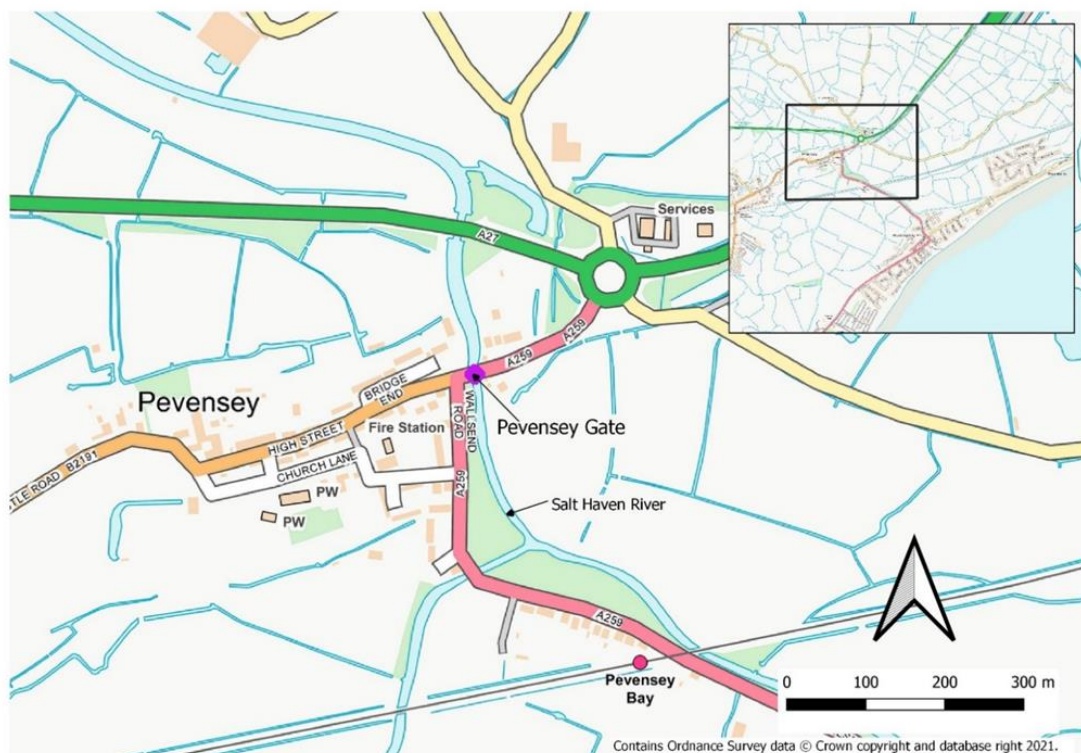 Services
A27
A259
A259
BRIDGE
END
Pevensey
WALLSEND
ROAD
Pevensey Gate
HIGH STREET
Fire Station
CHURCH LANE
A259
CASTLE ROAD B2191
PW
PW
Salt Haven River
A259
Pevensey
Bay
0 100 200 300 m
Contains Ordnance Survey data © Crown copyright and database right 2021.